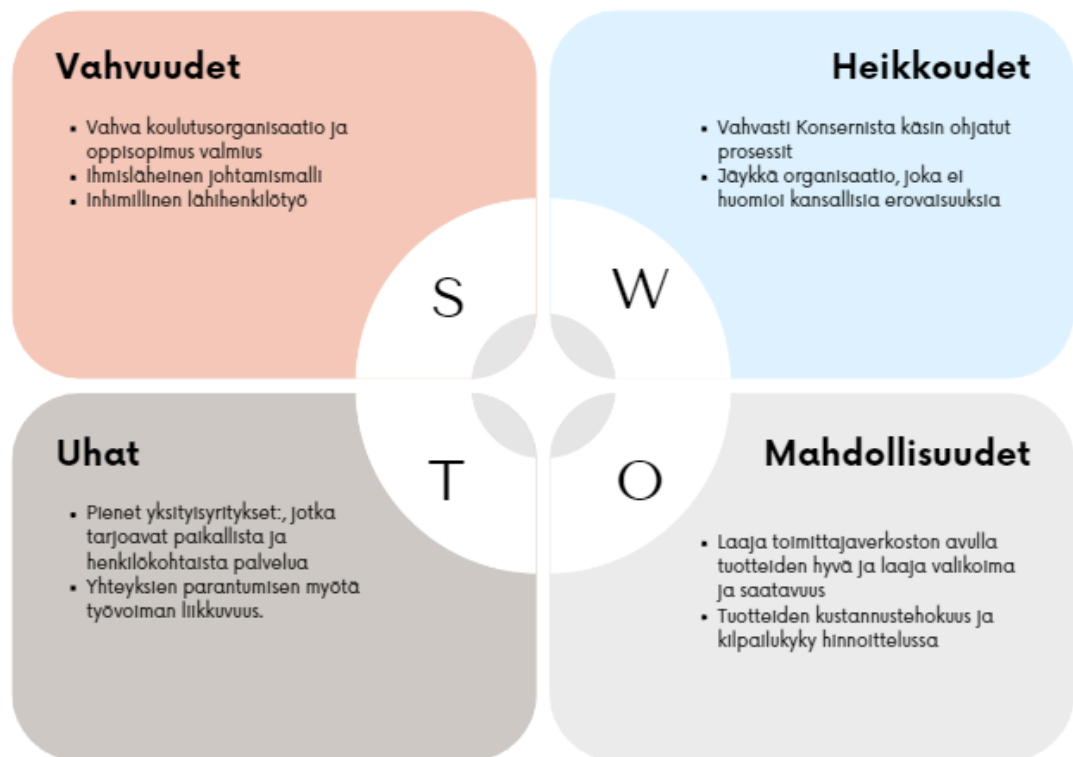 Vahvuudet
• Vahva koulutusorganisaatio ja
oppisopimus valmius
• Ihmisläheinen johtamismalli
• Inhimillinen lähihenkilötyö
Heikkoudet
• Vahvasti Konsernista käsin ohjatut
prosessit
• Jäykkä organisaatio, joka ei
huomioi kansallisia erovaisuuksia
S
W
Uhat
• Pienet yksityisyritykset:, jotka
tarjoavat paikallista ja
henkilökohtaista palvelua
• Yhteyksien parantumisen myötä
työvoiman liikkuvuus.
T
O
Mahdollisuudet
• Laaja toimittajaverkoston avulla
tuotteiden hyvä ja laaja valikoima
ja saatavuus
• Tuotteiden kustannustehokuus ja
kilpailukyky hinnoittelussa